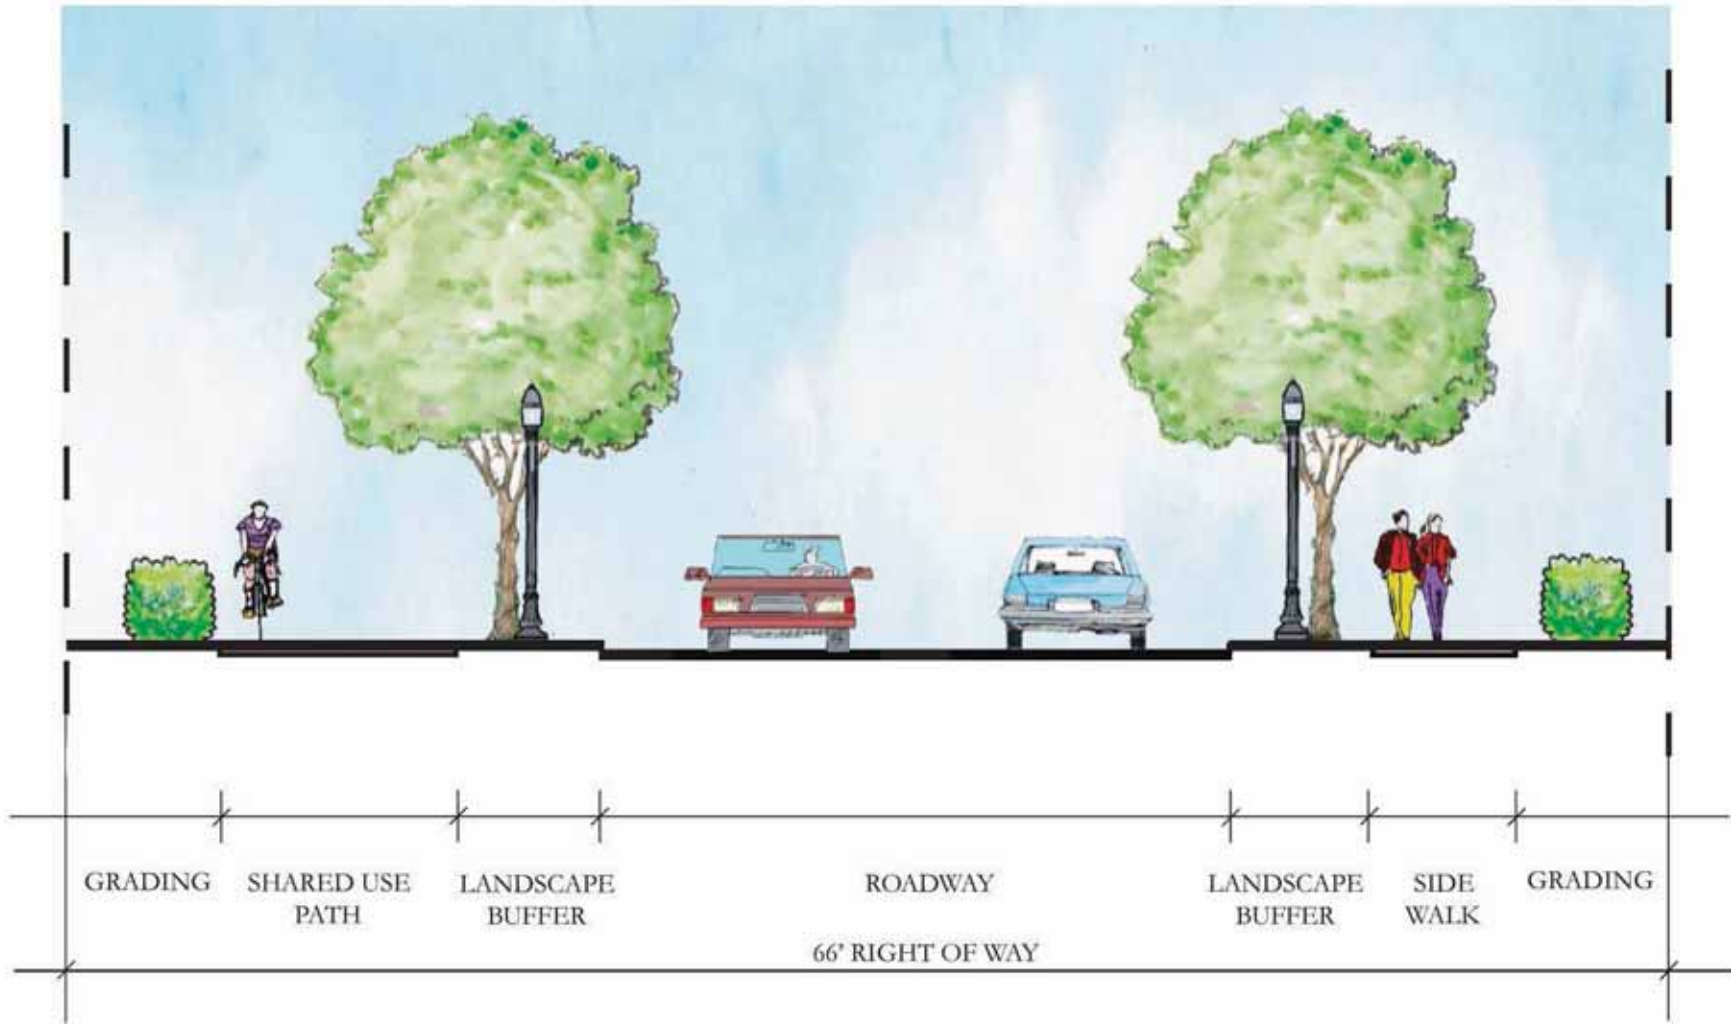 GRADING
SHARED USE
PATH
LANDSCAPE
BUFFER
ROADWAY
LANDSCAPE
BUFFER
SIDE
WALK
GRADING
66' RIGHT OF WAY